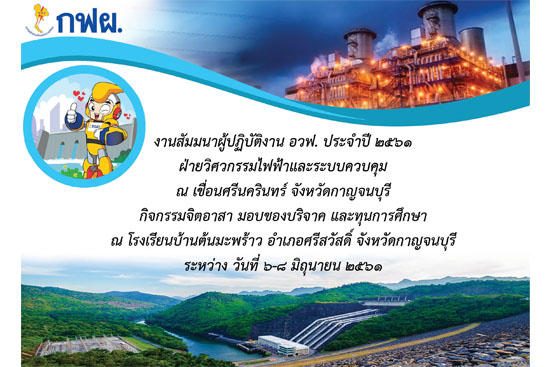 กฟผ.
งานสัมมนาผู้ปฏิบัติงาน อวฟ. ประจำปี ๒๕๖๑
ฝ่ายวิศวกรรมไฟฟ้าและระบบควบคุม
ณ เขื่อนศรีนครินทร์ จังหวัดกาญจนบุรี
กิจกรรมจิตอาสา มอบของบริจาค และทุนการศึกษา
ณ โรงเรียนบ้านต้นมะพร้าว อำเภอศรีสวัสดิ์ จังหวัดกาญจนบุรี
ระหว่าง วันที่ ๖-๘ มิถุนายน ๒๕๖๑